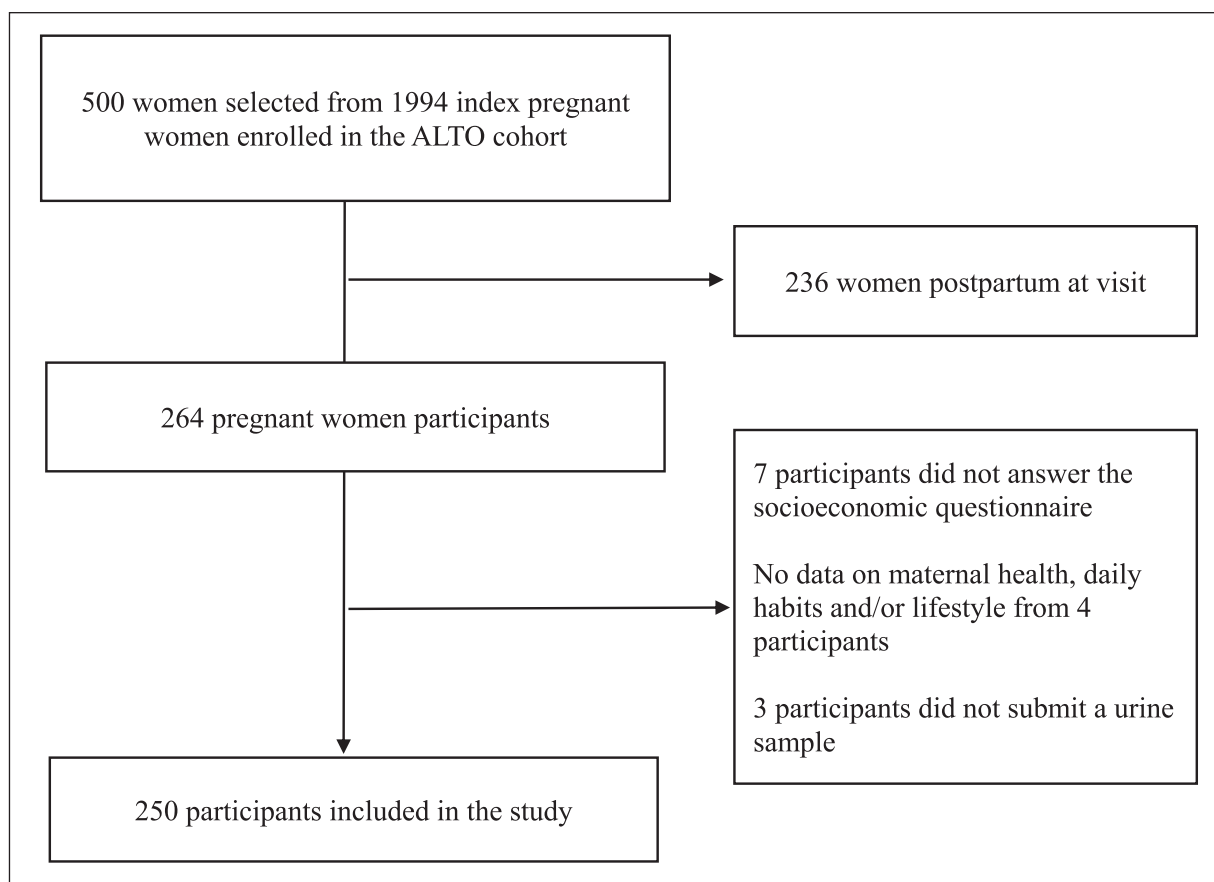 500 women selected from 1994 index pregnant
women enrolled in the ALTO cohort
236 women postpartum at visit
264 pregnant women participants
7 participants did not answer the
socioeconomic questionnaire
No data on maternal health, daily
habits and/or lifestyle from 4
participants
3 participants did not submit a urine
sample
250 participants included in the study